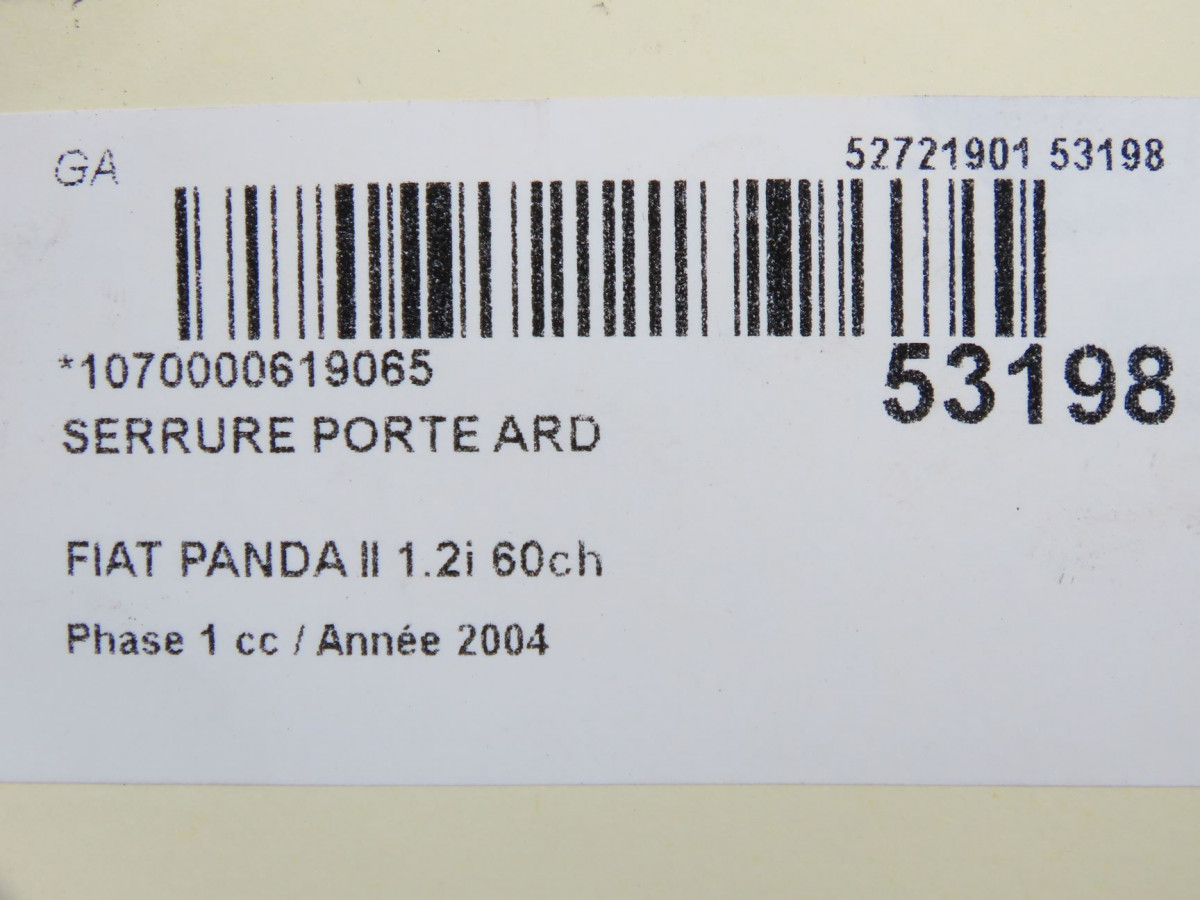 GA
52721901 53198
*1070000619065
53198
SERRURE PORTE ARD
FIAT PANDA II 1.2i 60ch
Phase 1 cc / Année 2004